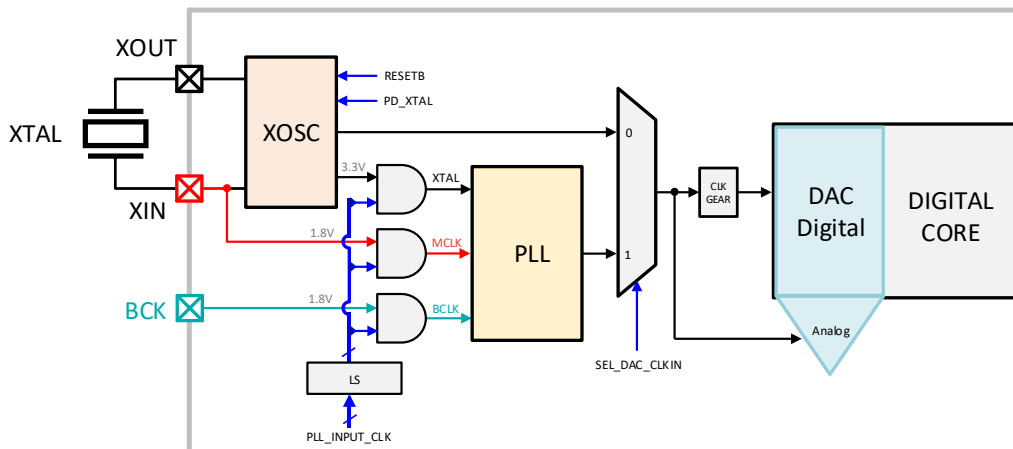 XOUT
RESETB
PD_XTAL
XOSC
XTAL
0
3.3V
XTAL
CLK
GEAR
DAC
Digital
DIGITAL
CORE
XIN
1.8V
MCLK
PLL
1
1.8V
BCLK
BCK
Analog
SEL_DAC_CLKIN
LS
PLL_INPUT_CLK